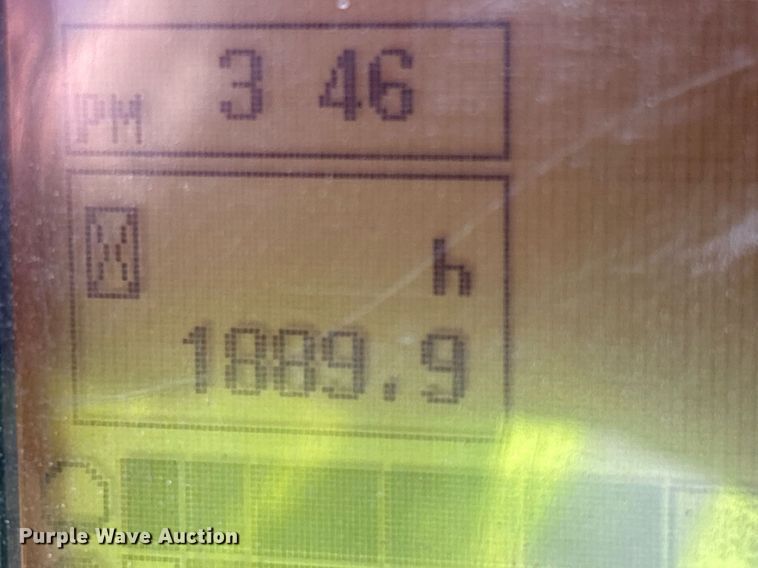 PM 3 46
h
1889.9
Purple Wave Auction